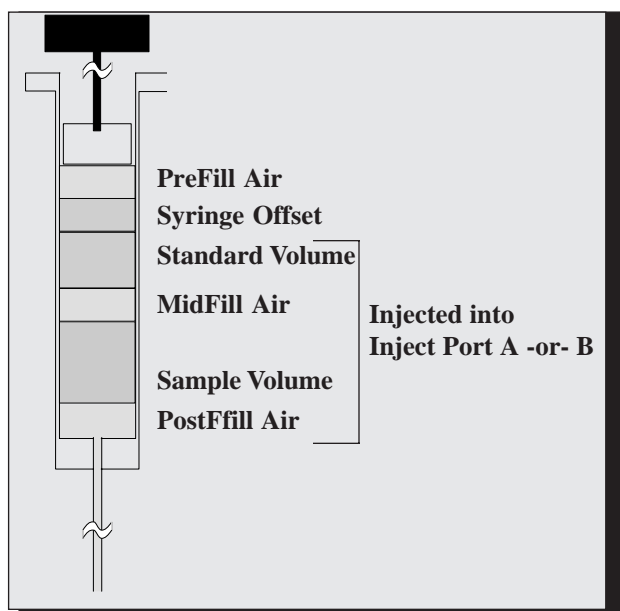 PreFill Air
Syringe Offset
Standard Volume
MidFill Air
Injected into
Inject Port A -or- B
Sample Volume
PostFfill Air